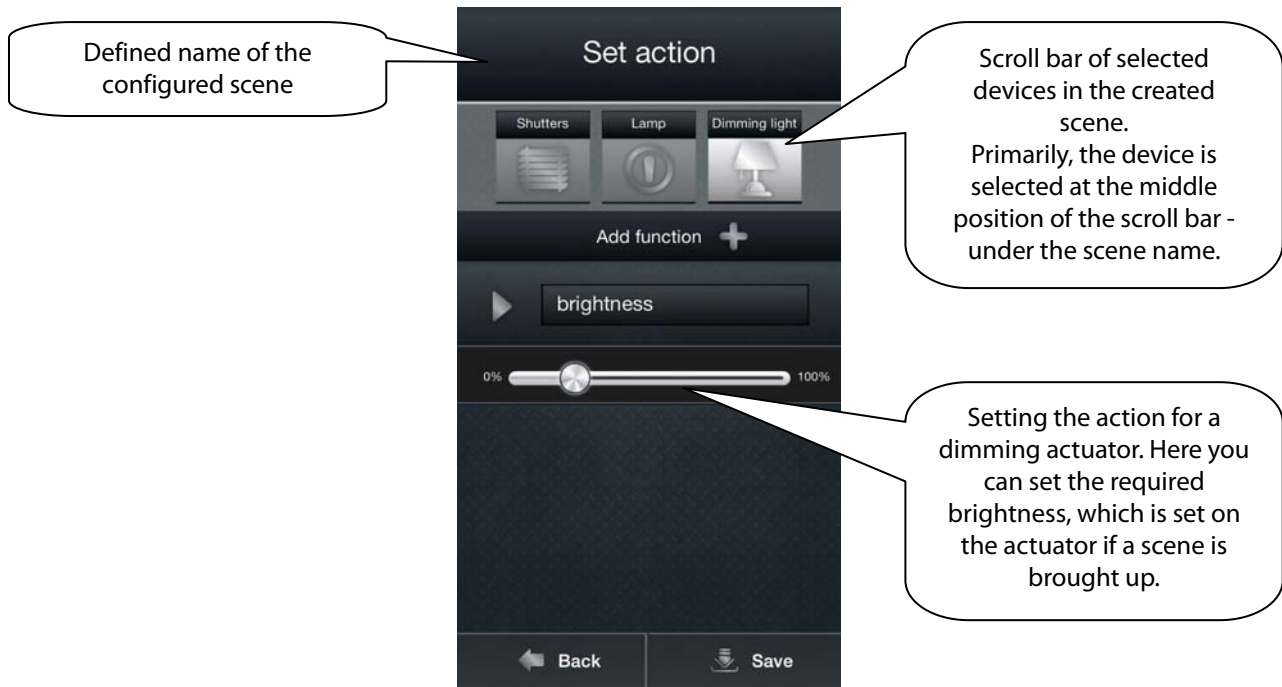 Defined name of the
configured scene
Set action
Scroll bar of selected
devices in the created
scene.
Primarily, the device is
selected at the middle
position of the scroll bar -
under the scene name.
Shutters
Lamp
Dimming light
Add function
brightness
0%
100%
Setting the action for a
dimming actuator. Here you
can set the required
brightness, which is set on
the actuator if a scene is
brought up.
Back
Save